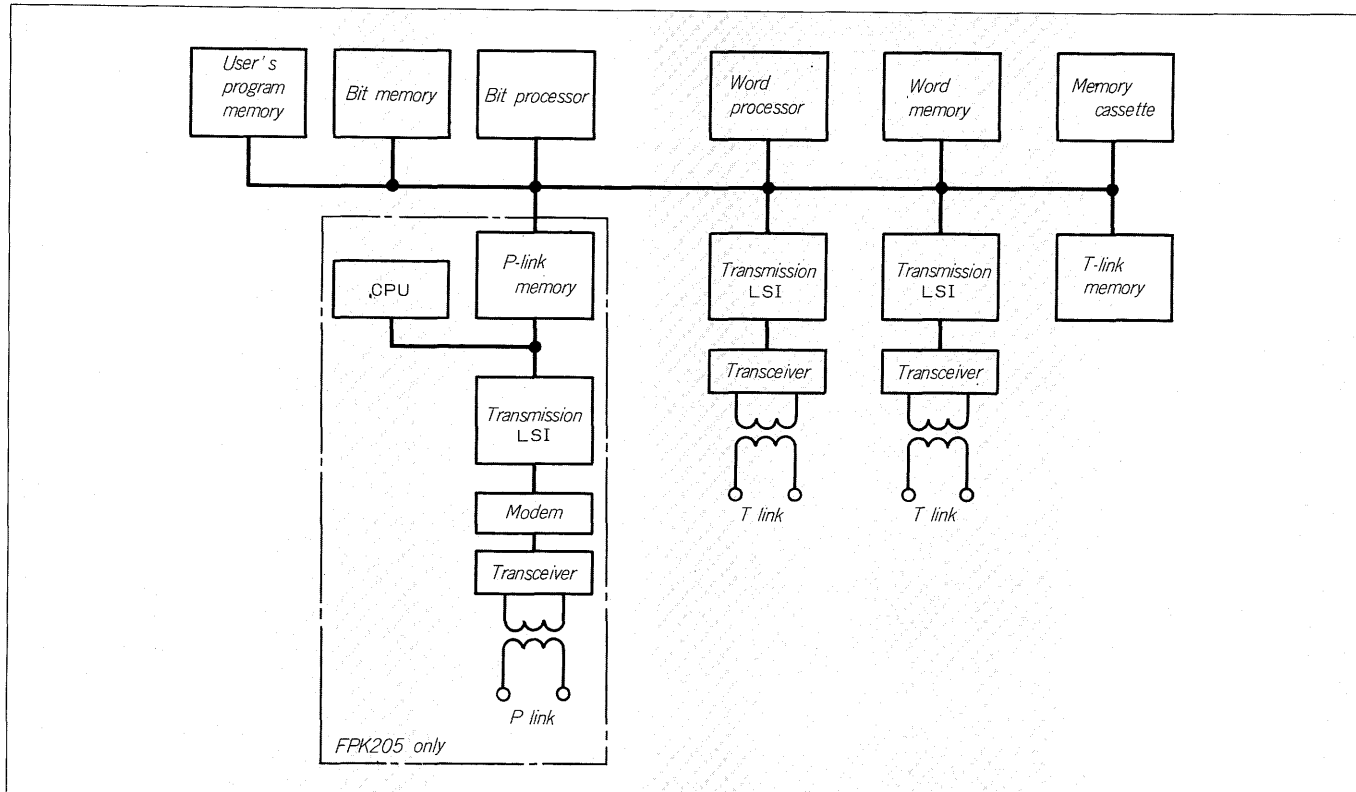 User's
program
memory
Bit memory
Bit processor
Word
processor
Word
memory
Memory
cassette
CPU
P-link
memory
Transmission
LSI
Transmission
LSI
T-link
memory
Transceiver
Transceiver
Transmission
LSI
T link
T link
Modem
Transceiver
P link
FPK205 only